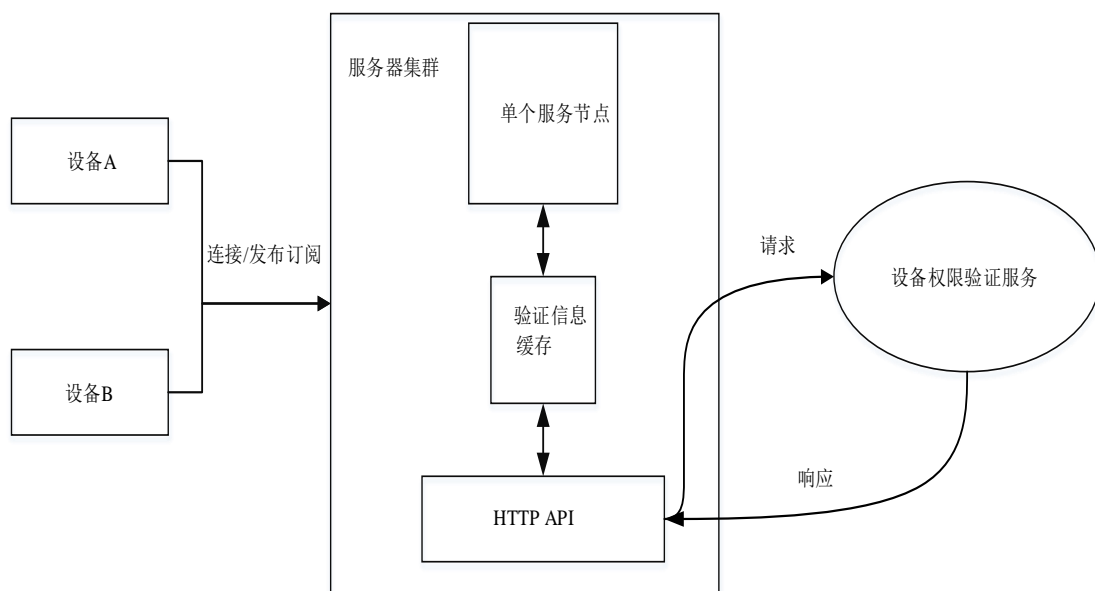 服务器集群
单个服务节点
设备A
连接/发布订阅
请求
设备权限验证服务
验证信息
缓存
设备B
响应
HTTP API